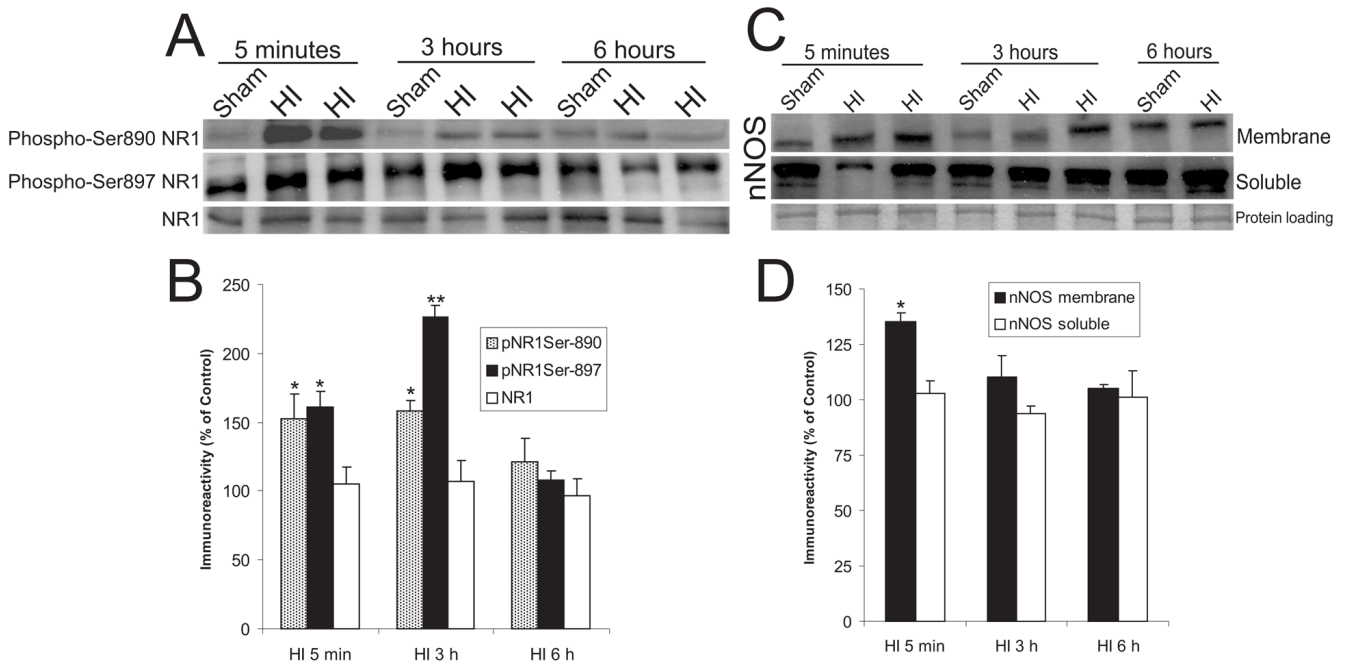 A
5 minutes
3 hours
6 hours
Sham
HI
HI
Sham
HI
HI
Sham
HI
HI
Phospho-Ser890 NR1
Phospho-Ser897 NR1
NR1
B
Immunoreactivity (% of Control)
250
200
150
100
50
0
*
*
*
**
pNR1Ser-890
pNR1Ser-897
NR1
HI 5 min
HI 3 h
HI 6 h
C
5 minutes
3 hours
6 hours
Sham
HI
HI
Sham
HI
HI
Sham
HI
nNOS
Membrane
Soluble
Protein loading
D
Immunoreactivity (% of Control)
150
125
100
75
50
25
0
*
nNOS membrane
nNOS soluble
HI 5 min
HI 3 h
HI 6 h